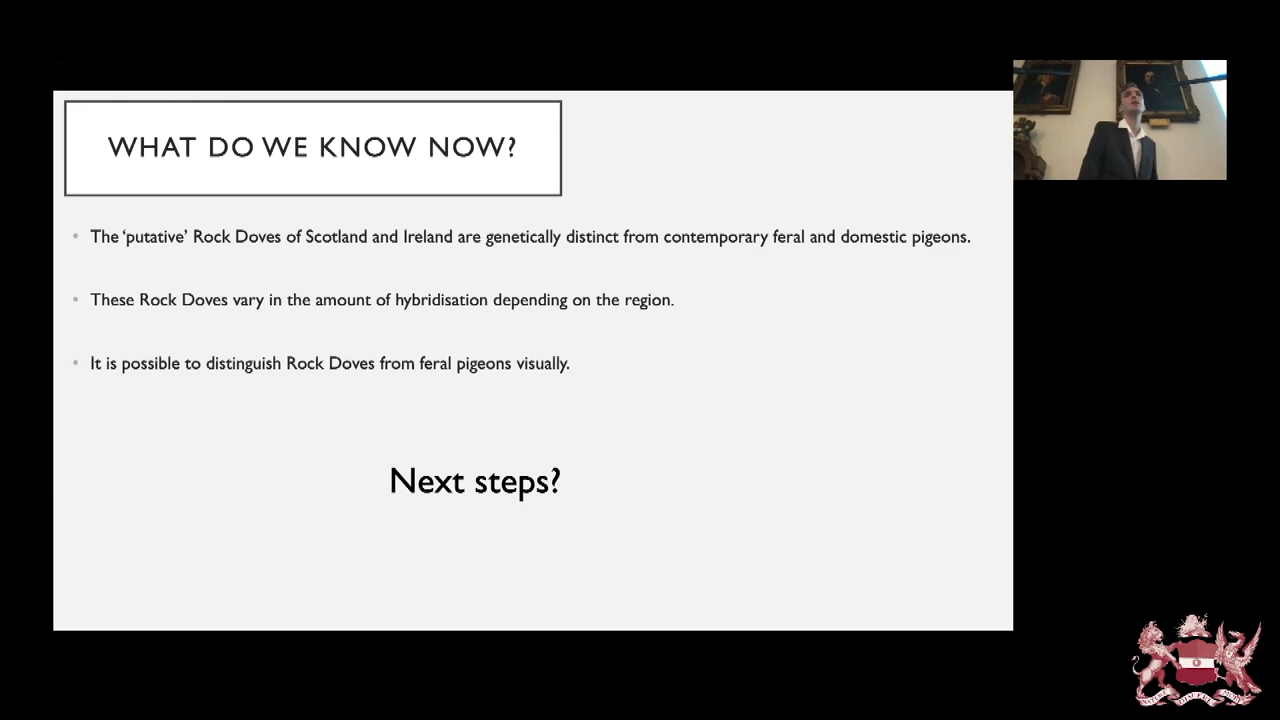 WHAT DO WE KNOW NOW?
• The ‘putative’ Rock Doves of Scotland and Ireland are genetically distinct from contemporary feral and domestic pigeons.
• These Rock Doves vary in the amount of hybridisation depending on the region.
• It is possible to distinguish Rock Doves from feral pigeons visually.
Next steps?